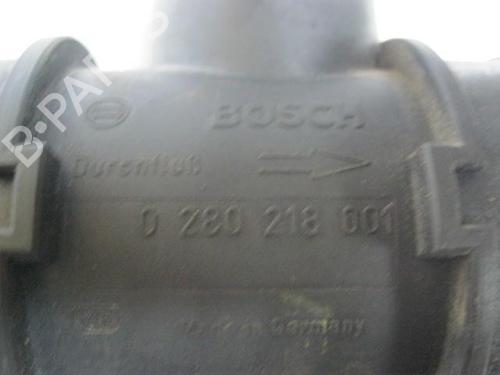 B-PARTS
BOSCH
Durchfluß
0 280 218 001
Made in Germany